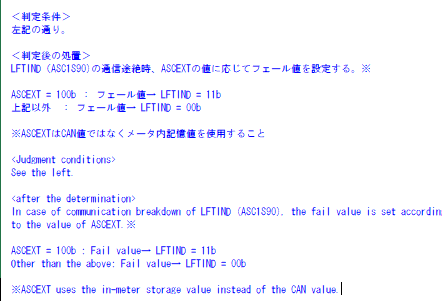 ＜判定条件＞
左記の通り。
＜判定後の処置＞
LFTIND (ASC1S90)の通信途絶時、ASCEXTの値に応じてフェール値を設定する。※
ASCEXT = 100b ： フェール値→ LFTIND = 11b
上記以外　： フェール値→ LFTIND = 00b
※ASCEXTはCAN値ではなくメータ内記憶値を使用すること
<Judgment conditions>
See the left.
<after the determination>
In case of communication breakdown of LFTIND (ASC1S90), the fail value is set accordin
to the value of ASCEXT.※
ASCEXT = 100b : Fail value→ LFTIND = 11b
Other than the above: Fail value→ LFTIND = 00b
※ASCEXT uses the in-meter storage value instead of the CAN value.